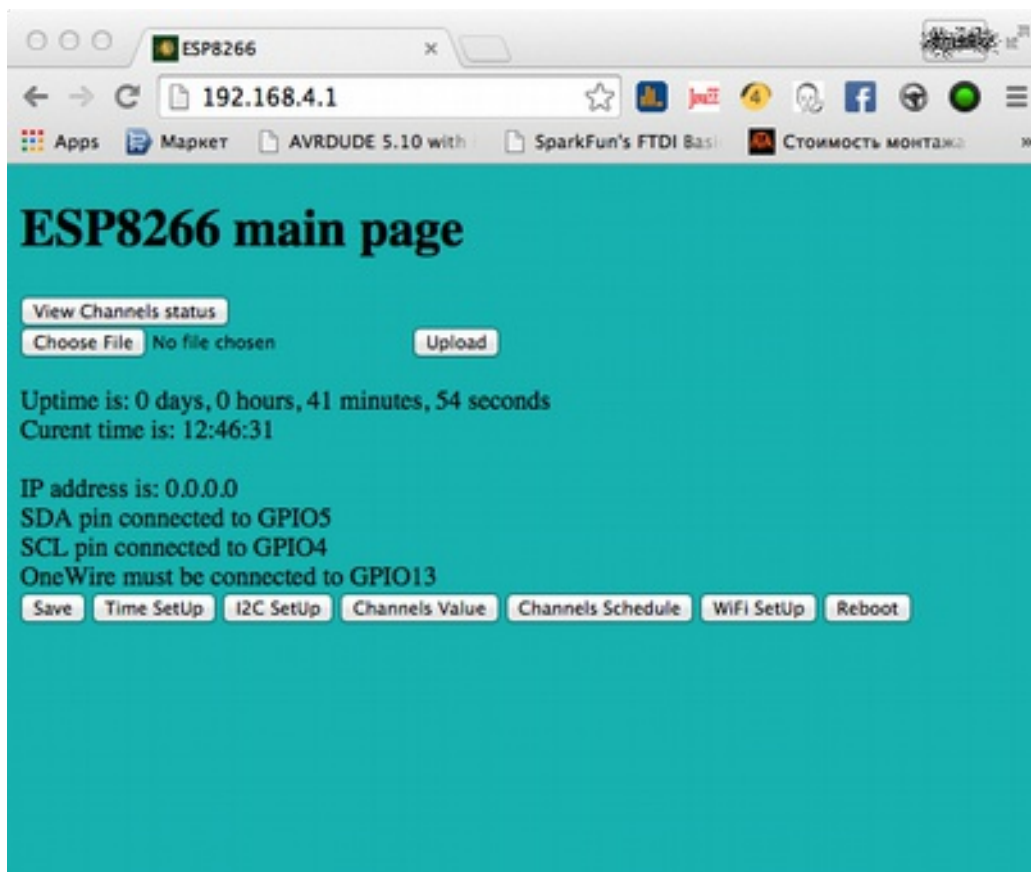 ESP8266
192.168.4.1
Apps Маркет AVRDUDE 5.10 with SparkFun's FTDI Basi Стоимость монтажа
ESP8266 main page
View Channels status
Choose File No file chosen Upload
Uptime is: 0 days, 0 hours, 41 minutes, 54 seconds
Curent time is: 12:46:31
IP address is: 0.0.0.0
SDA pin connected to GPIO5
SCL pin connected to GPIO4
OneWire must be connected to GPIO13
Save Time SetUp I2C SetUp Channels Value Channels Schedule WiFi SetUp Reboot